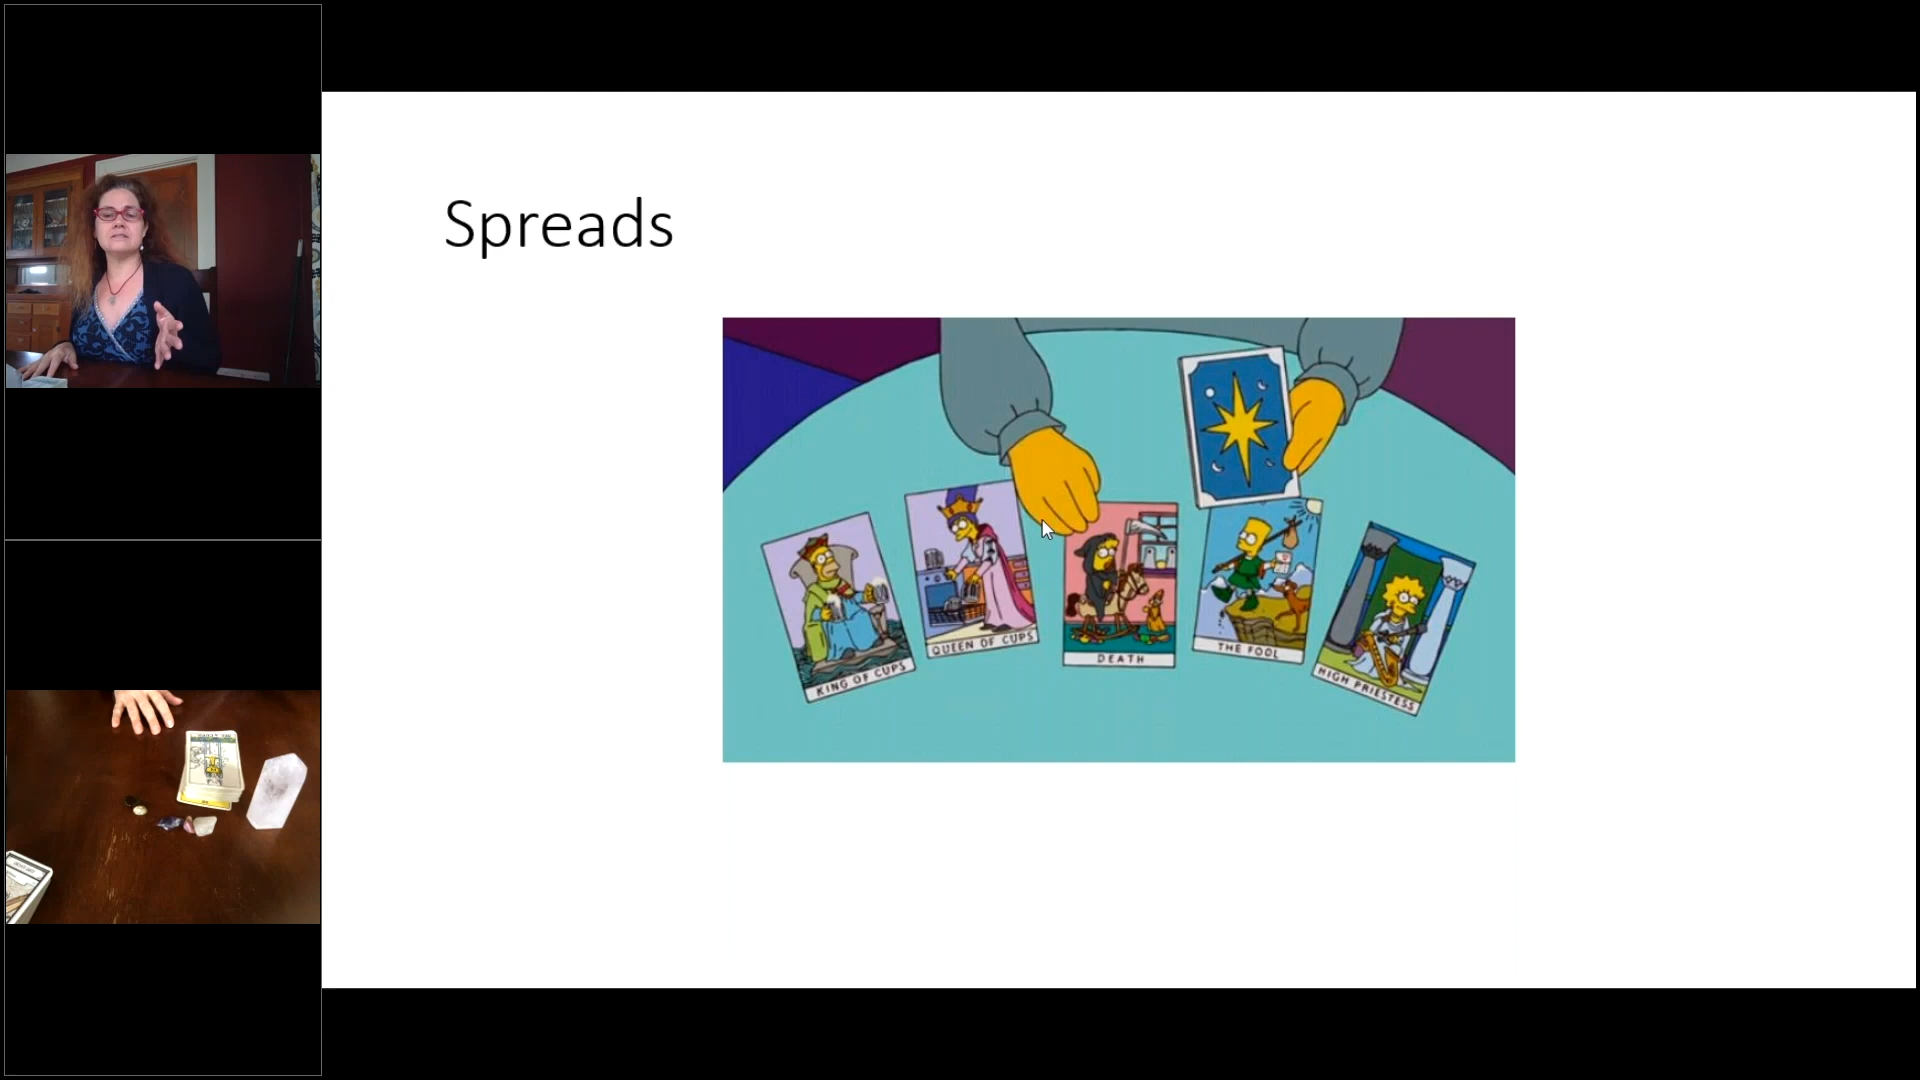 Spreads
KING OF CUPS
QUEEN OF CUPS
DEATH
THE FOOL
HIGH PRIESTESS